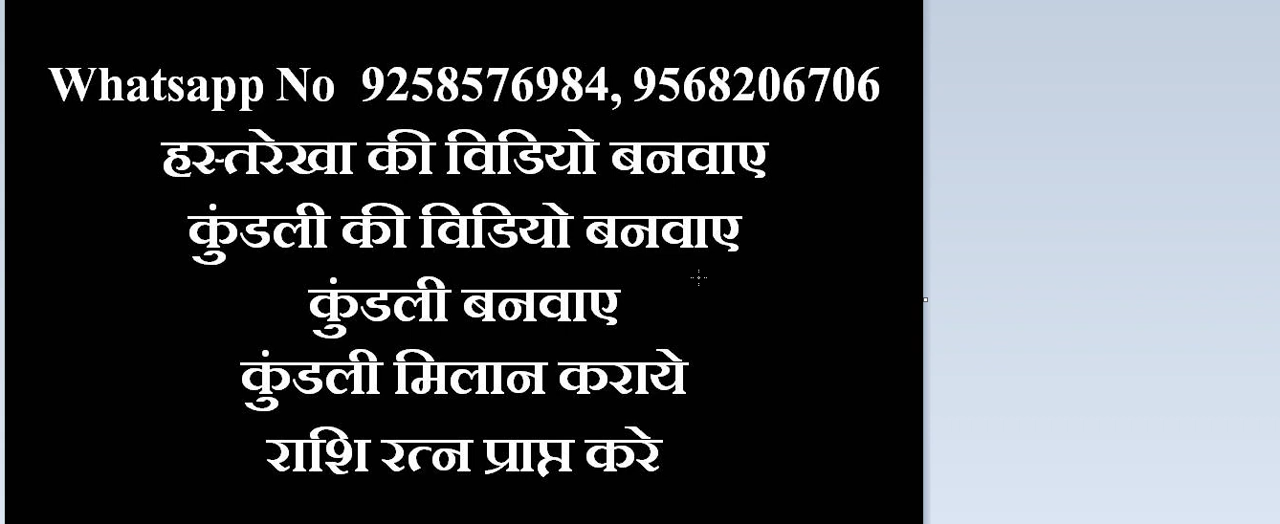 Whatsapp No 9258576984, 9568206706
हस्तरेखा की विडियो बनवाए
कुंडली की विडियो बनवाए
कुंडली बनवाए
कुंडली मिलान कराये
राशि रत्न प्राप्त करे